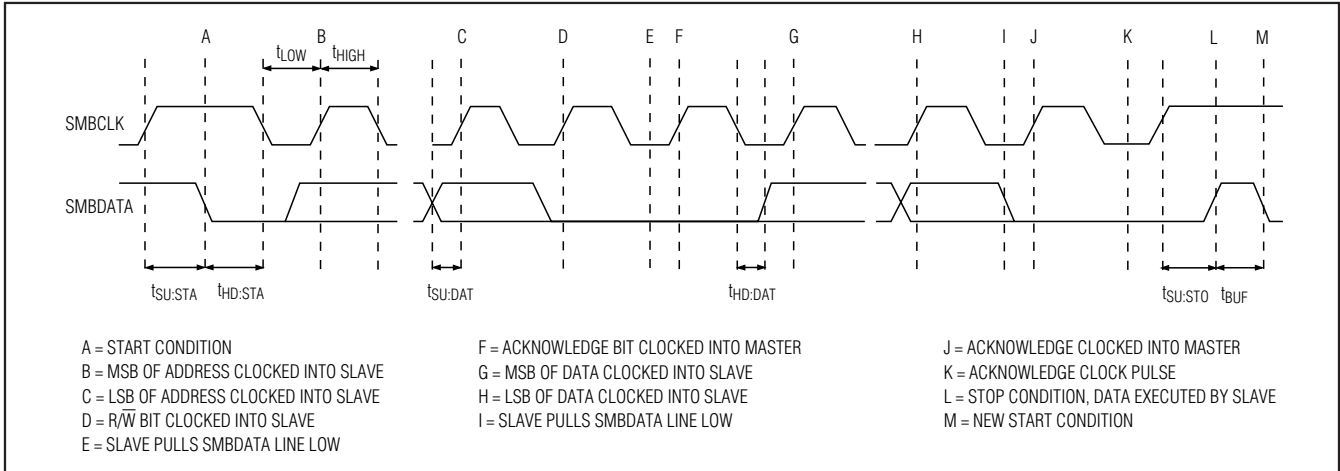 A B C D E F G H I J K L M
tLOW tHIGH
SMBCLK
SMBDATA
tSU:STA tHD:STA tSU:DAT tHD:DAT tSU:STO tBUF
A = START CONDITION
B = MSB OF ADDRESS CLOCKED INTO SLAVE
C = LSB OF ADDRESS CLOCKED INTO SLAVE
D = R/W̅ BIT CLOCKED INTO SLAVE
E = SLAVE PULLS SMBDATA LINE LOW
F = ACKNOWLEDGE BIT CLOCKED INTO MASTER
G = MSB OF DATA CLOCKED INTO SLAVE
H = LSB OF DATA CLOCKED INTO SLAVE
I = SLAVE PULLS SMBDATA LINE LOW
J = ACKNOWLEDGE CLOCKED INTO MASTER
K = ACKNOWLEDGE CLOCK PULSE
L = STOP CONDITION, DATA EXECUTED BY SLAVE
M = NEW START CONDITION